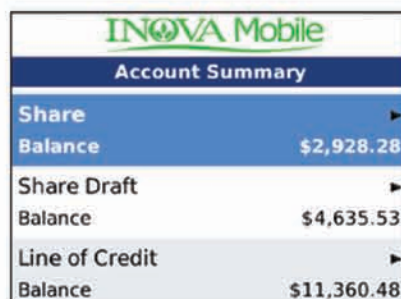 INOVA Mobile
Account Summary
Share
Balance $2,928.28
Share Draft
Balance $4,635.53
Line of Credit
Balance $11,360.48